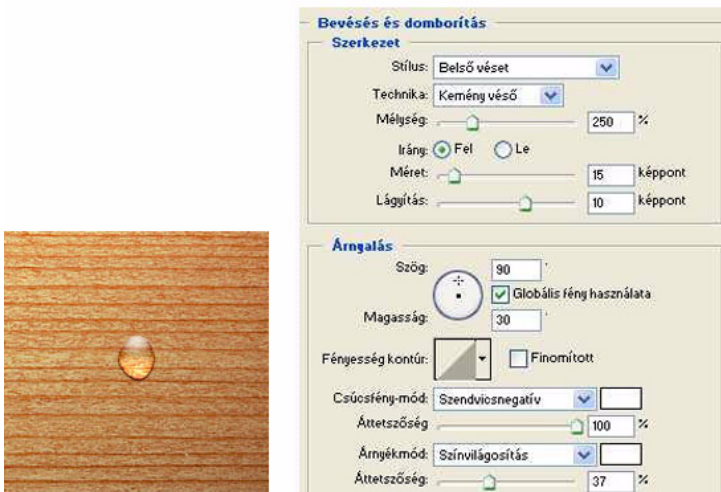 Bevésés és domborítás
Szerkezet
Stílus: Belső véset
Technika: Kemény véső
Mélység: 250 %
Irány: Fel Le
Méret: 15 képpont
Lágyítás: 10 képpont
Árnyalás
Szög: 90 °
Globális fény használata
Magasság: 30 °
Fényesség kontúr: Finomított
Csúcsfény-mód: Szendvicsnegatív
Áttetszőség 100 %
Árnyékmód: Színvilágosítás
Áttetszőség: 37 %